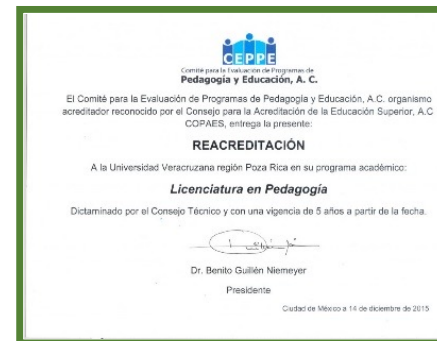 CEPPE
Comité para la Evaluación de Programas de
Pedagogía y Educación, A. C.
El Comité para la Evaluación de Programas de Pedagogía y Educación, A.C. organismo
acreditador reconocido por el Consejo para la Acreditación de la Educación Superior, A.C
COPAES, entrega la presente:
REACREDITACIÓN
A la Universidad Veracruzana región Poza Rica en su programa académico:
Licenciatura en Pedagogía
Dictaminado por el Consejo Técnico y con una vigencia de 5 años a partir de la fecha.
Dr. Benito Guillén Niemeyer
Presidente
Ciudad de México a 14 de diciembre de 2015